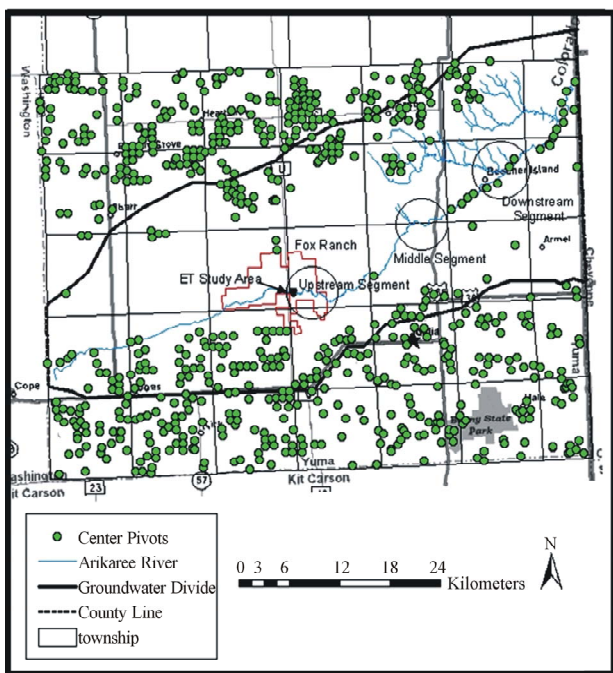 Colorado
Washington
Beecher Island
Downstream
Segment
Armel
Middle Segment
Fox Ranch
ET Study Area
Upstream Segment
Cheyenne
Yuma
Cope
Hale
State
Park
Yuma
Kit Carson
Washington
Kit Carson
23
57
Center Pivots
Arikaree River
Groundwater Divide
County Line
township
0 3 6 12 18 24
Kilometers
N